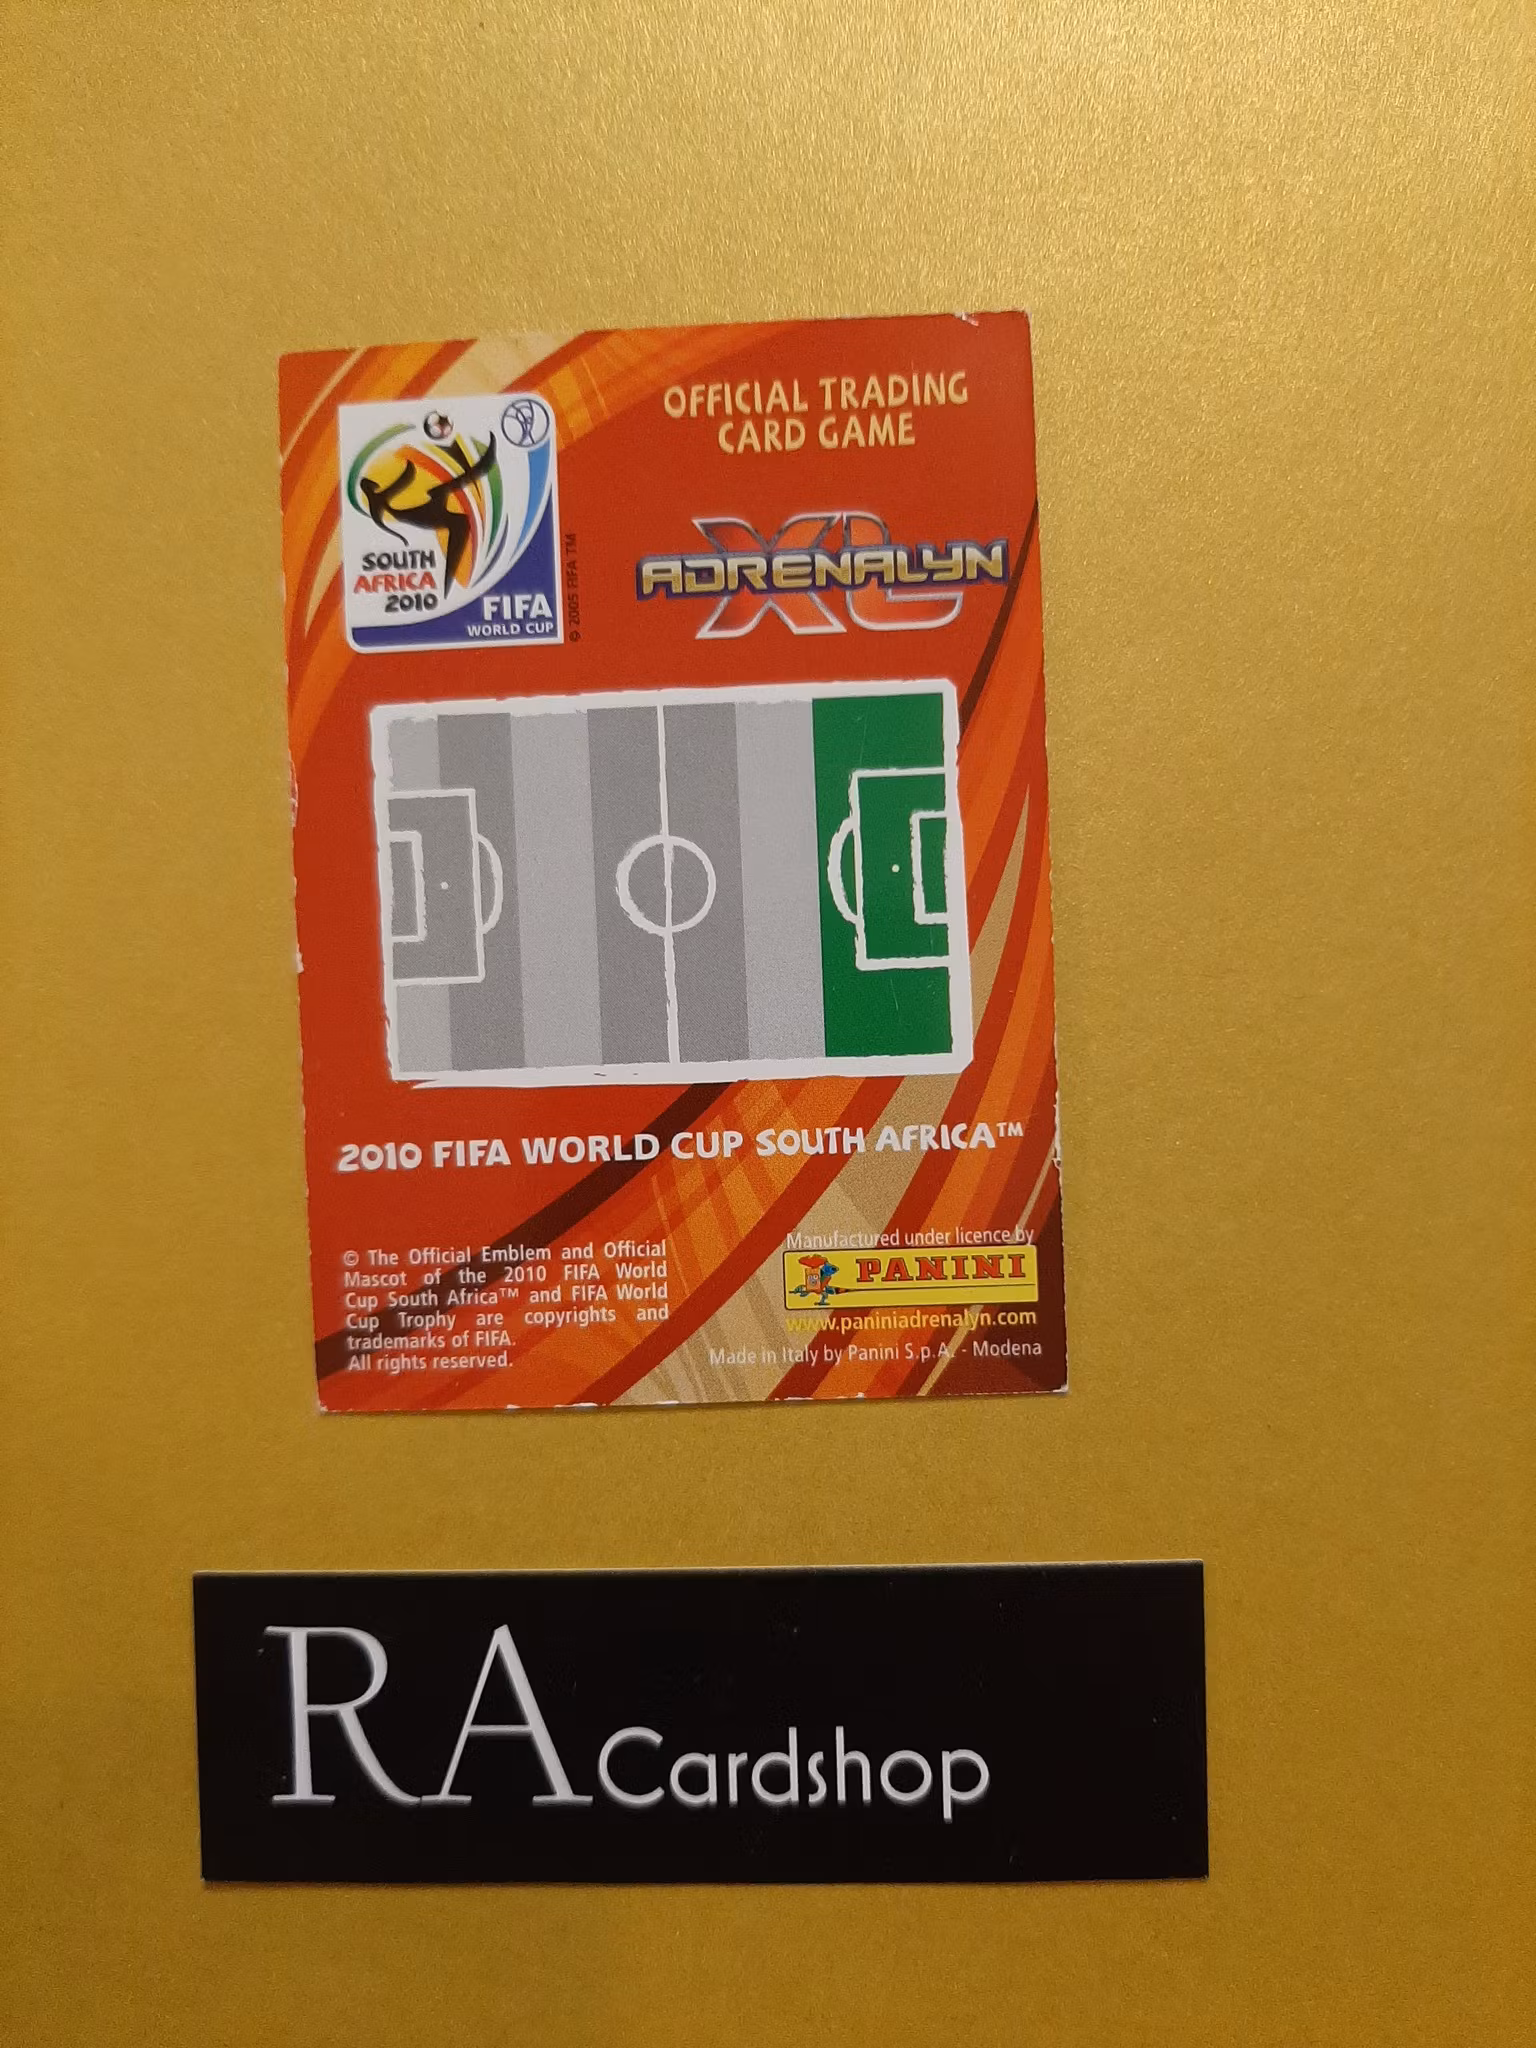 OFFICIAL TRADING
CARD GAME
SOUTH
AFRICA
2010
FIFA
WORLD CUP
© 2005 FIFA TM
ADRENALYN
XL
2010 FIFA WORLD CUP SOUTH AFRICA™
© The Official Emblem and Official
Mascot of the 2010 FIFA World
Cup South Africa™ and FIFA World
Cup Trophy are copyrights and
trademarks of FIFA.
All rights reserved.
Manufactured under licence by
PANINI
www.paniniadrenalyn.com
Made in Italy by Panini S.p.A. - Modena
RA Cardshop